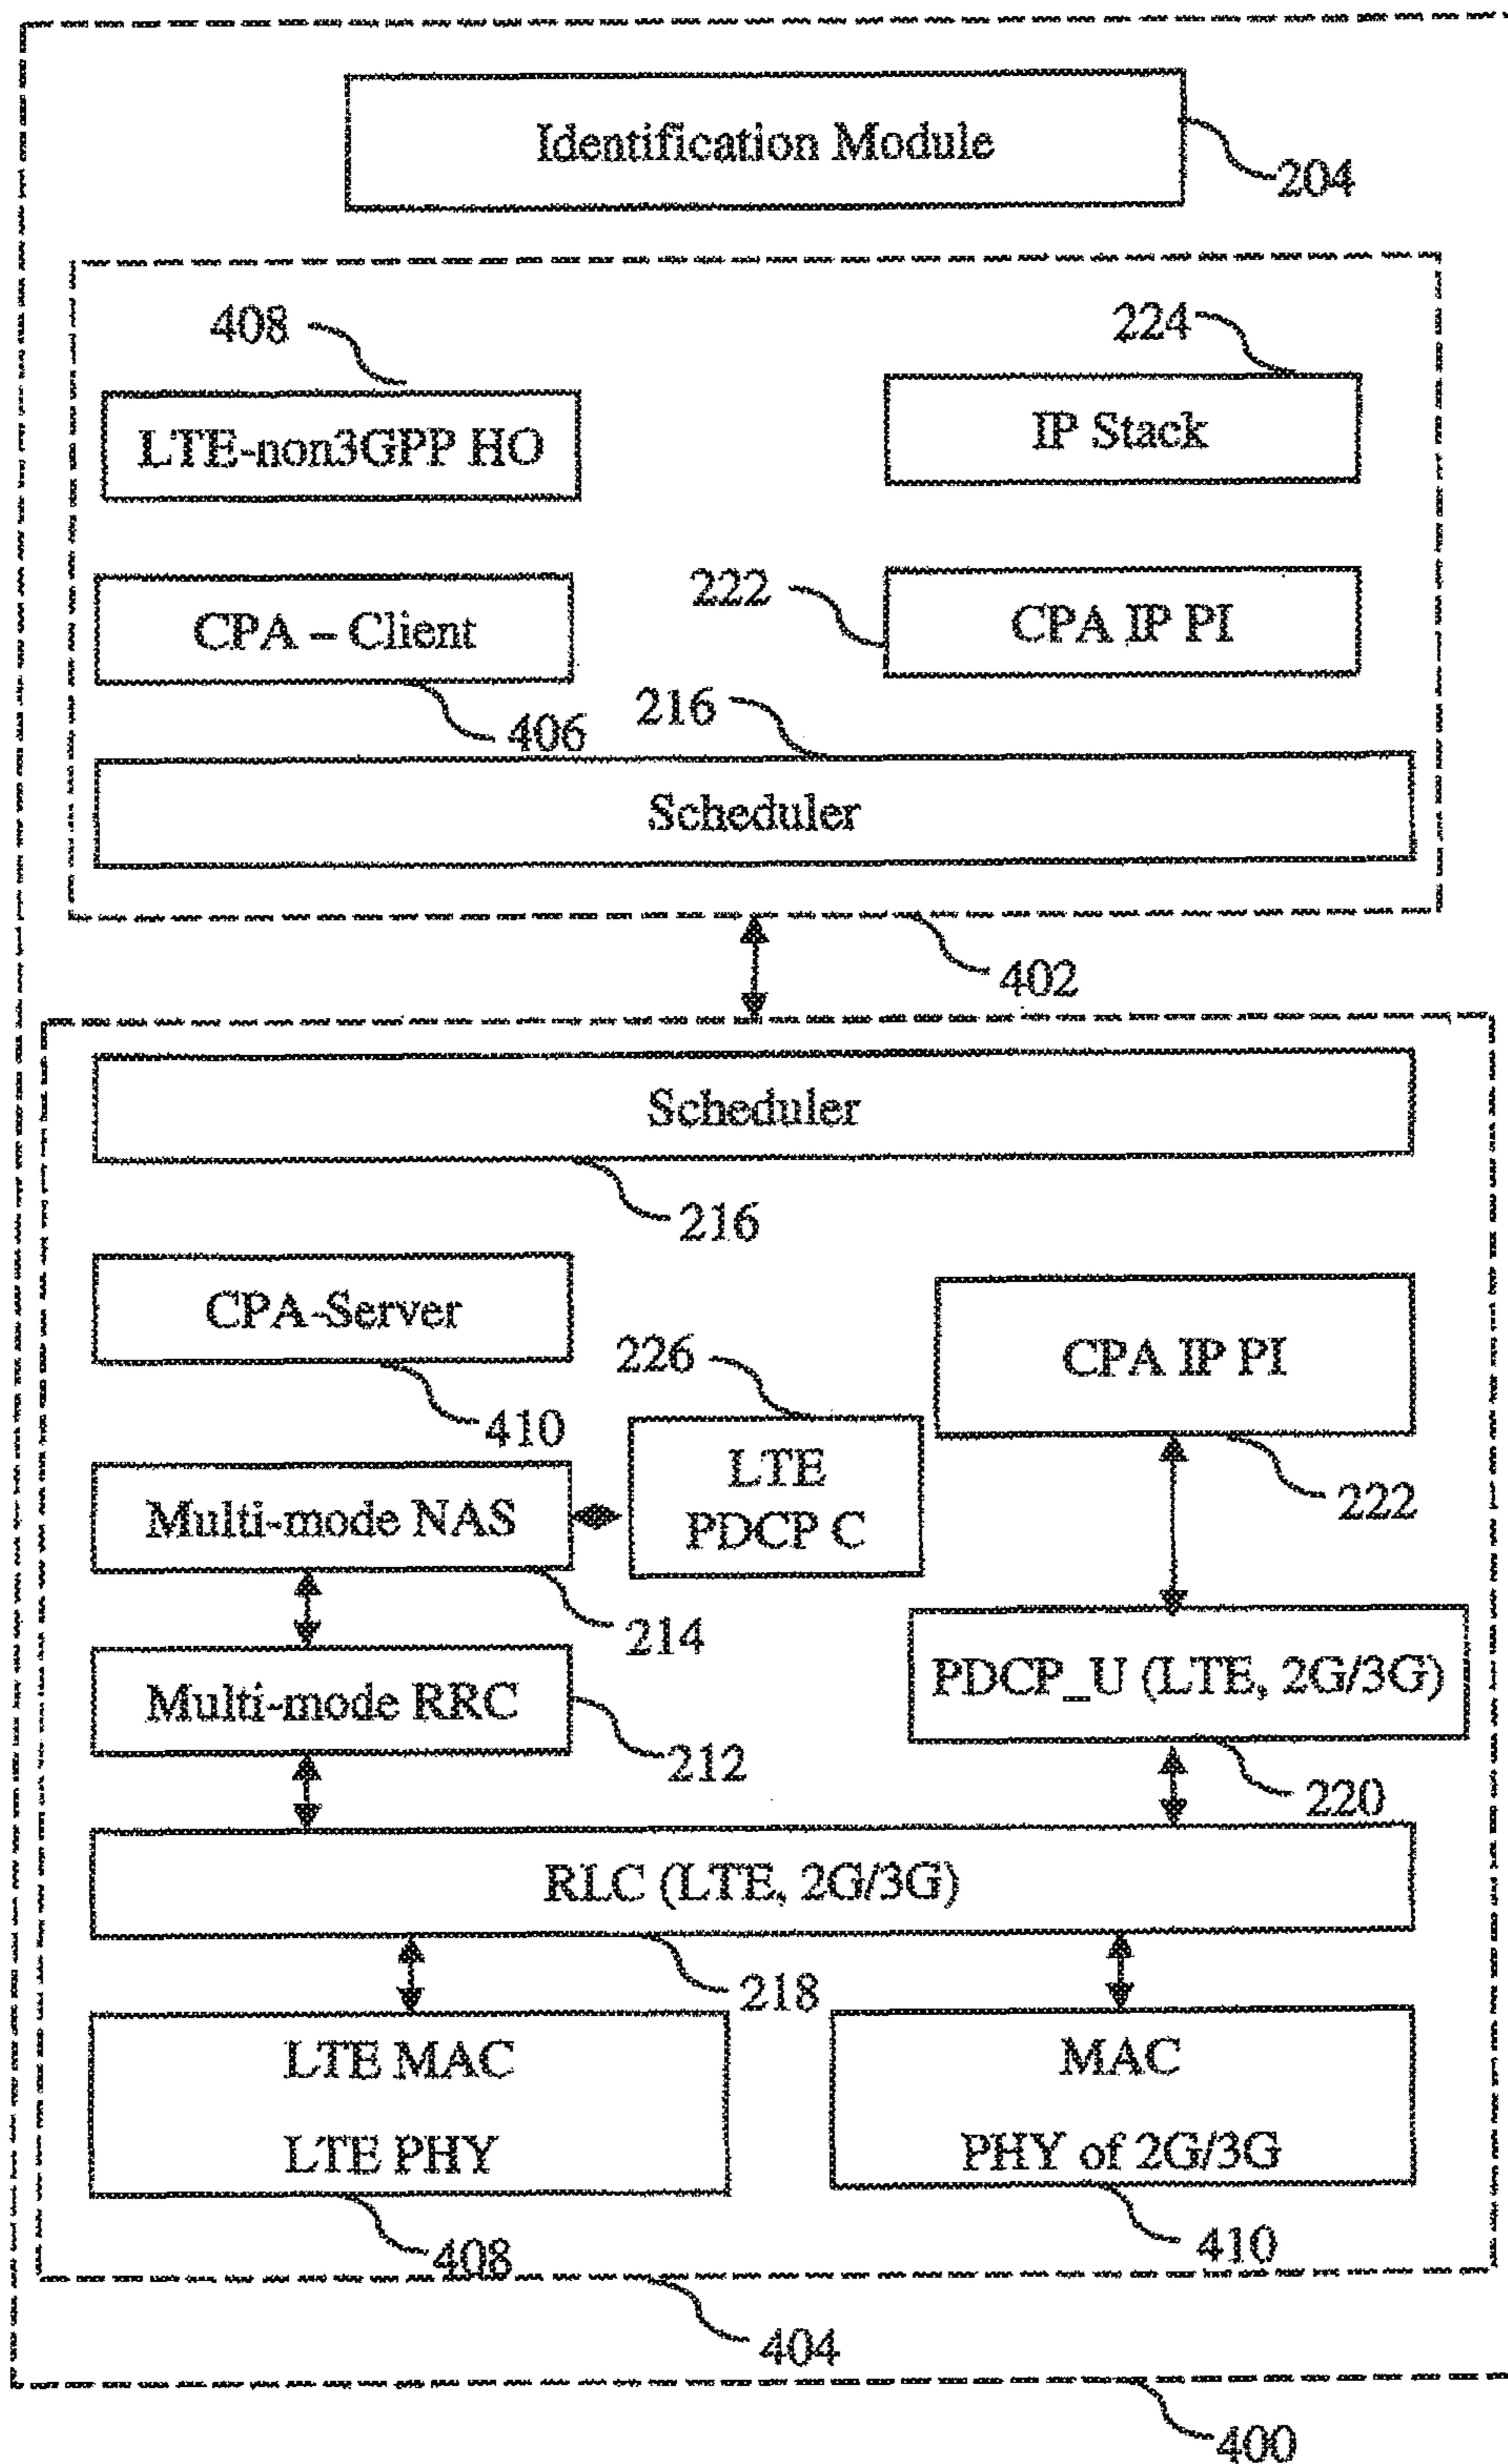 Identification Module
204
408
224
LTE-non3GPP HO
IP Stack
222
CPA – Client
CPA IP PI
216
406
Scheduler
402
Scheduler
216
CPA-Server
226
CPA IP PI
410
LTE
PDCP C
222
Multi-mode NAS
214
PDCP_U (LTE, 2G/3G)
Multi-mode RRC
212
220
RLC (LTE, 2G/3G)
218
LTE MAC
LTE PHY
MAC
PHY of 2G/3G
408
410
404
400